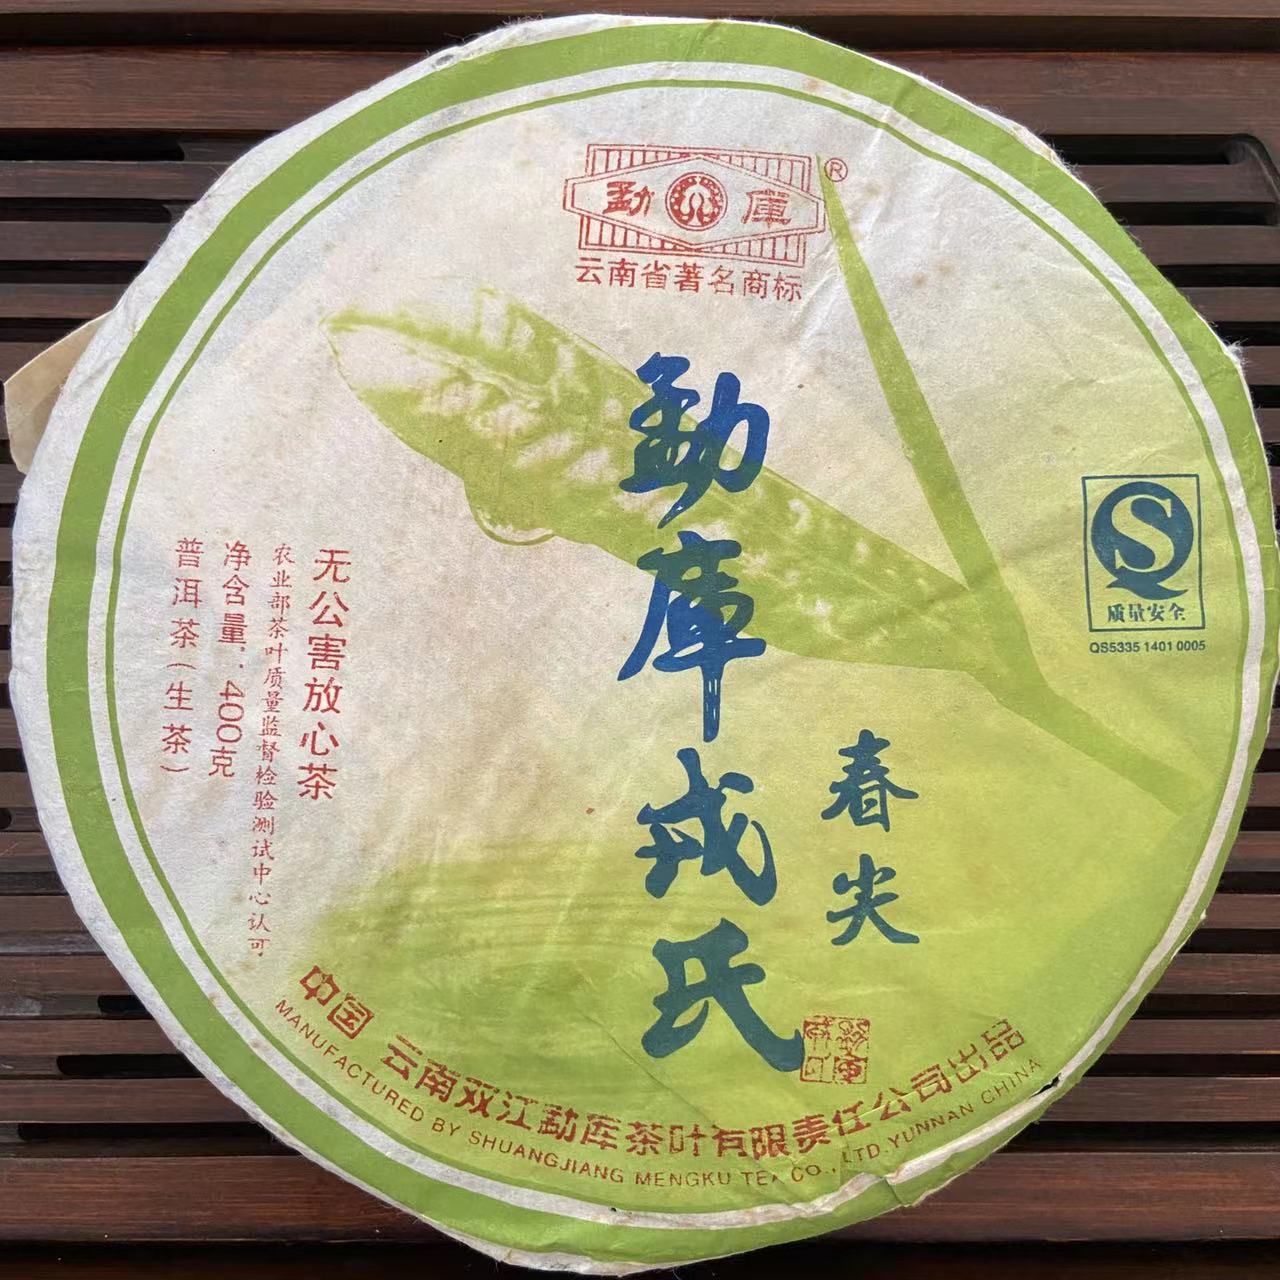 勐 庫 ®
云南省著名商标
勐庫戎氏
春尖
质量安全
QS5335 1401 0005
无公害放心茶
农业部茶叶质量监督检验测试中心认可
净含量：400克
普洱茶（生茶）
中国 云南双江勐库茶叶有限责任公司出品
MANUFACTURED BY SHUANGJIANG MENGKU TEA CO., LTD.YUNNAN CHINA